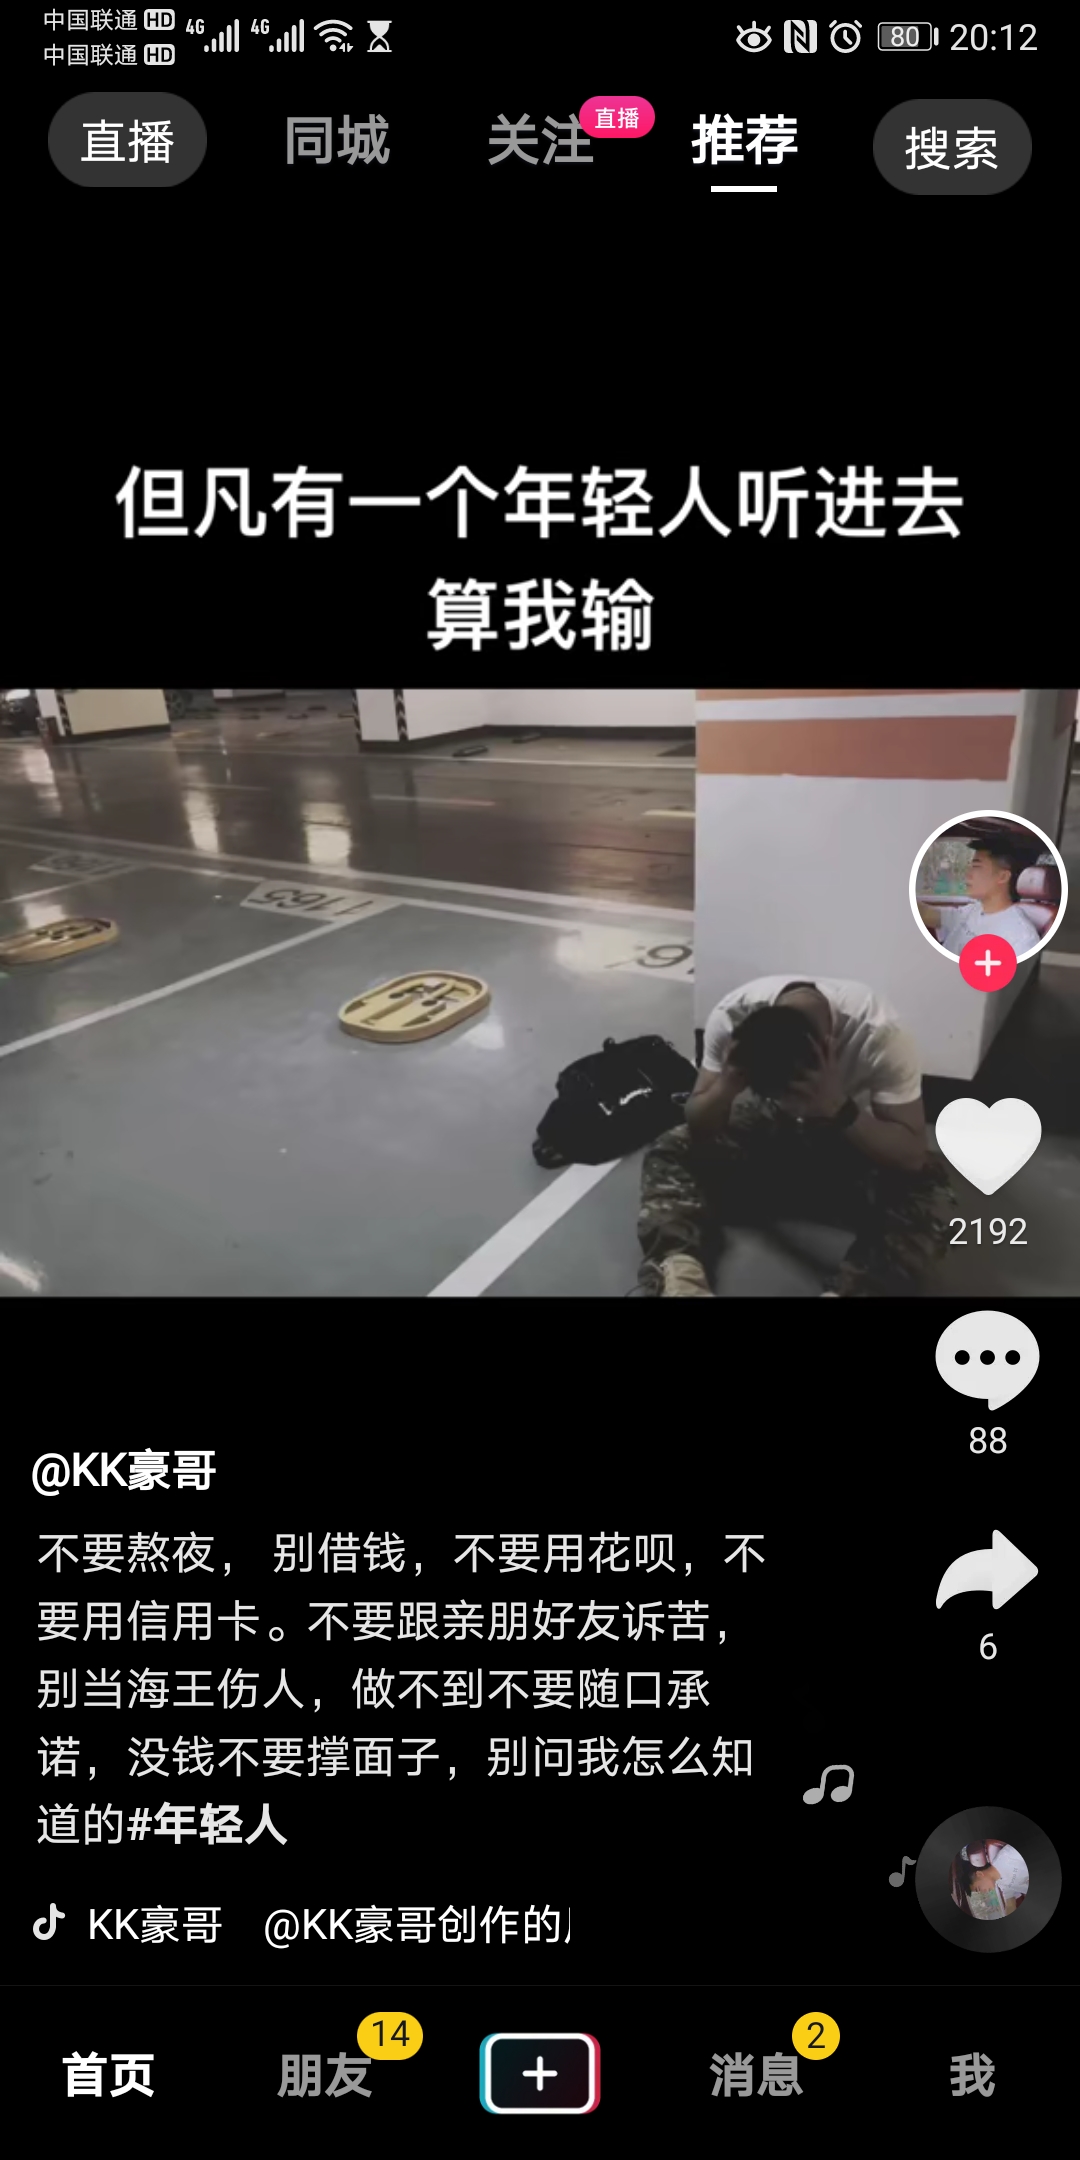 中国联通 HD 4G 4G 80 20:12
中国联通 HD
直播 同城 关注 直播 推荐 搜索
但凡有一个年轻人听进去
算我输
1165
2192
88
@KK豪哥
不要熬夜， 别借钱，不要用花呗，不
要用信用卡。不要跟亲朋好友诉苦，
别当海王伤人，做不到不要随口承
诺，没钱不要撑面子，别问我怎么知
道的#年轻人
6
KK豪哥 @KK豪哥创作的
首页 朋友 14 消息 2 我